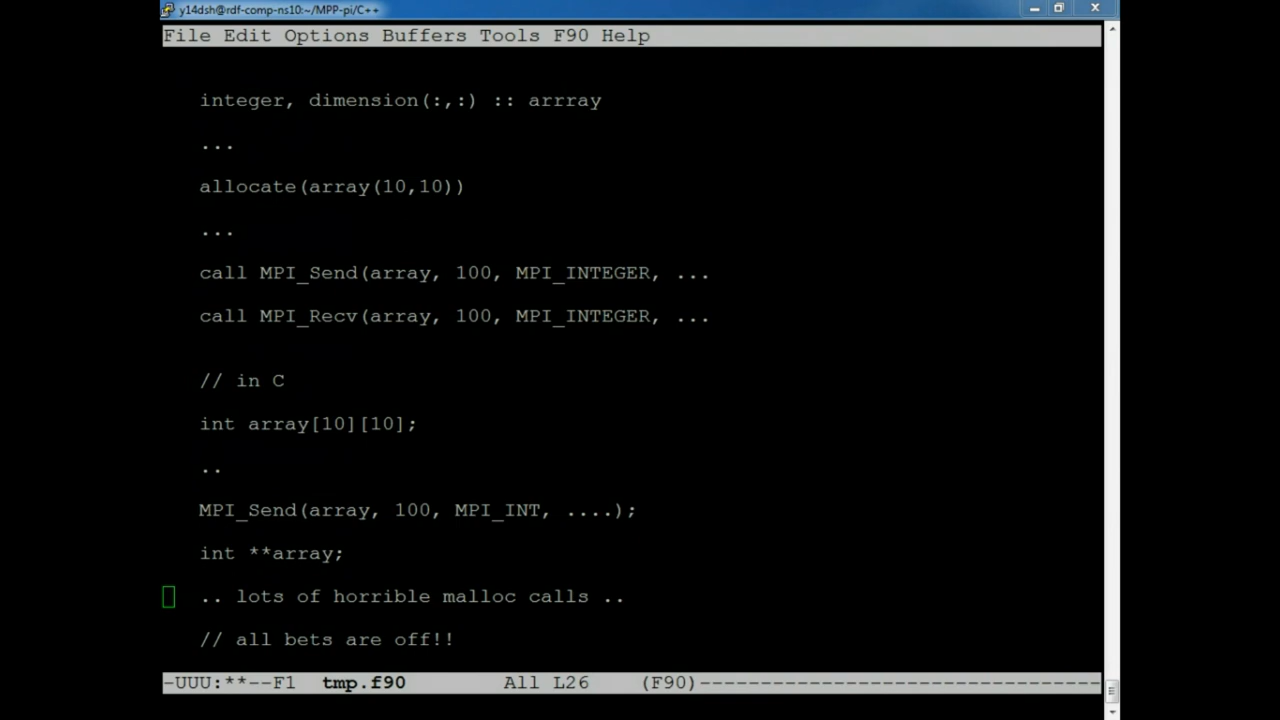 y14dsh@rdf-comp-ns10:~/MPP-pi/C++
File Edit Options Buffers Tools F90 Help
integer, dimension(:,:) :: arrray
...
allocate(array(10,10))
...
call MPI_Send(array, 100, MPI_INTEGER, ...
call MPI_Recv(array, 100, MPI_INTEGER, ...
// in C
int array[10][10];
..
MPI_Send(array, 100, MPI_INT, ....);
int **array;
.. lots of horrible malloc calls ..
// all bets are off!!
-UUU:**--F1 tmp.f90 All L26 (F90)---------------------------------